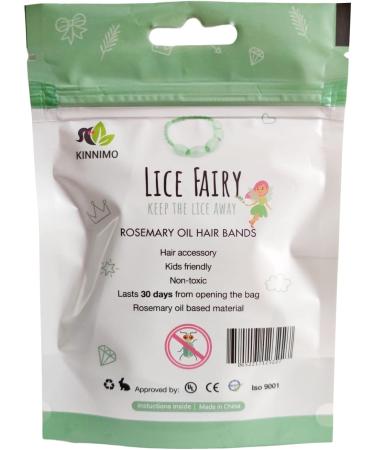 KINNIMO
LICE FAIRY
KEEP THE LICE AWAY
ROSEMARY OIL HAIR BANDS
Hair accessory
Kids friendly
Non-toxic
Lasts 30 days from opening the bag
Rosemary oil based material
Approved by: UL CE Iso 9001
Instructions inside | Made in China